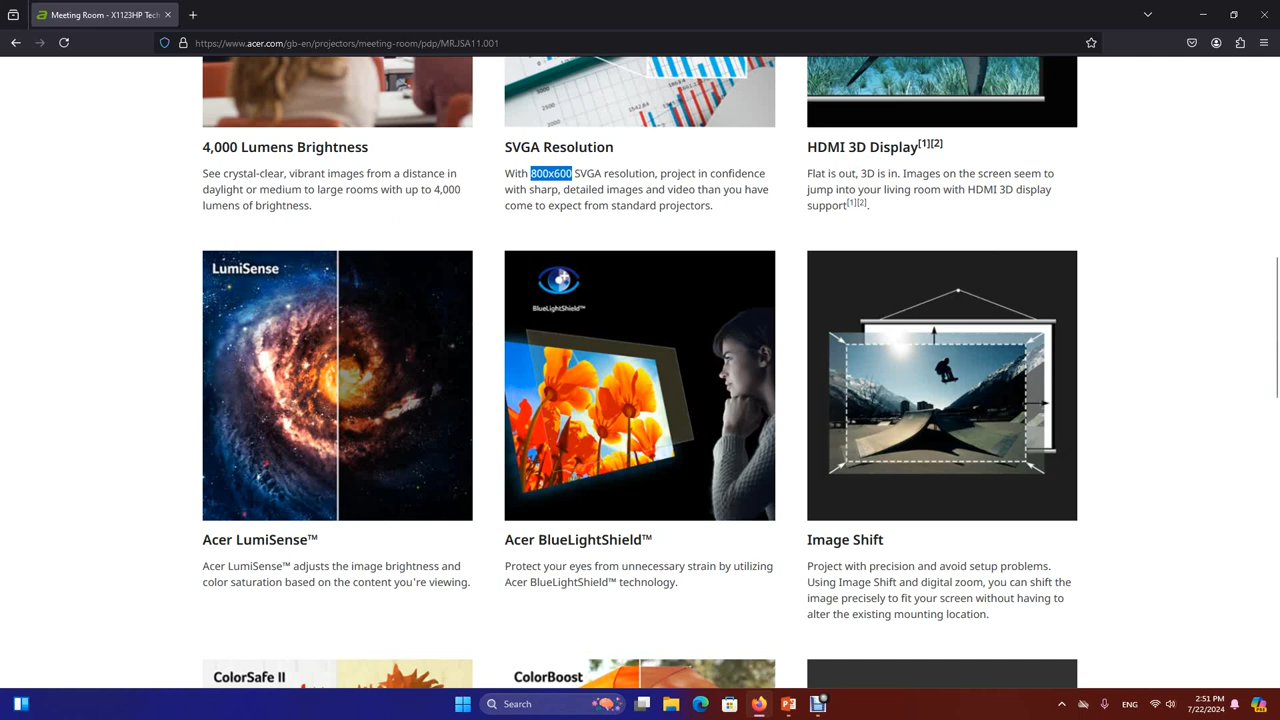 Meeting Room - X1123HP Tech
https://www.acer.com/gb-en/projectors/meeting-room/pdp/MR.JSA11.001
2500
2000
1542.84
1863.4
4,000 Lumens Brightness
See crystal-clear, vibrant images from a distance in
daylight or medium to large rooms with up to 4,000
lumens of brightness.
SVGA Resolution
With 800x600 SVGA resolution, project in confidence
with sharp, detailed images and video than you have
come to expect from standard projectors.
HDMI 3D Display[1][2]
Flat is out, 3D is in. Images on the screen seem to
jump into your living room with HDMI 3D display
support[1][2].
LumiSense
BlueLightShield™
Acer LumiSense™
Acer LumiSense™ adjusts the image brightness and
color saturation based on the content you're viewing.
Acer BlueLightShield™
Protect your eyes from unnecessary strain by utilizing
Acer BlueLightShield™ technology.
Image Shift
Project with precision and avoid setup problems.
Using Image Shift and digital zoom, you can shift the
image precisely to fit your screen without having to
alter the existing mounting location.
ColorSafe II
ColorBoost
Search
ENG
2:51 PM
7/22/2024